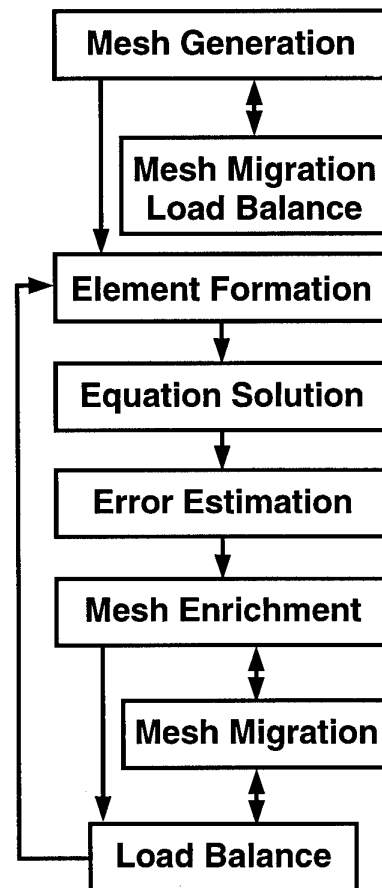 Mesh Generation
Mesh Migration
Load Balance
Element Formation
Equation Solution
Error Estimation
Mesh Enrichment
Mesh Migration
Load Balance